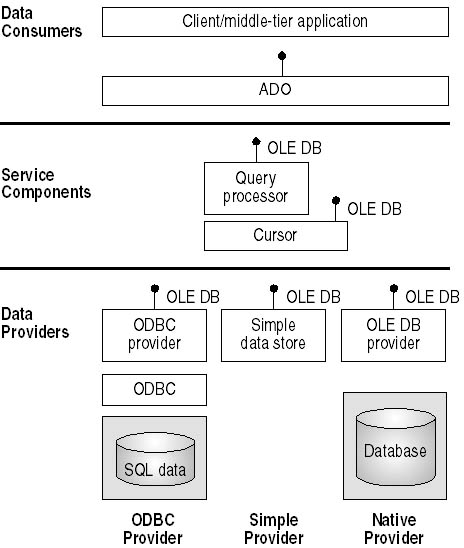 Data
Consumers
Client/middle-tier application
ADO
Service
Components
OLE DB
Query
processor
OLE DB
Cursor
Data
Providers
OLE DB
OLE DB
OLE DB
ODBC
provider
Simple
data store
OLE DB
provider
ODBC
SQL data
Database
ODBC
Provider
Simple
Provider
Native
Provider